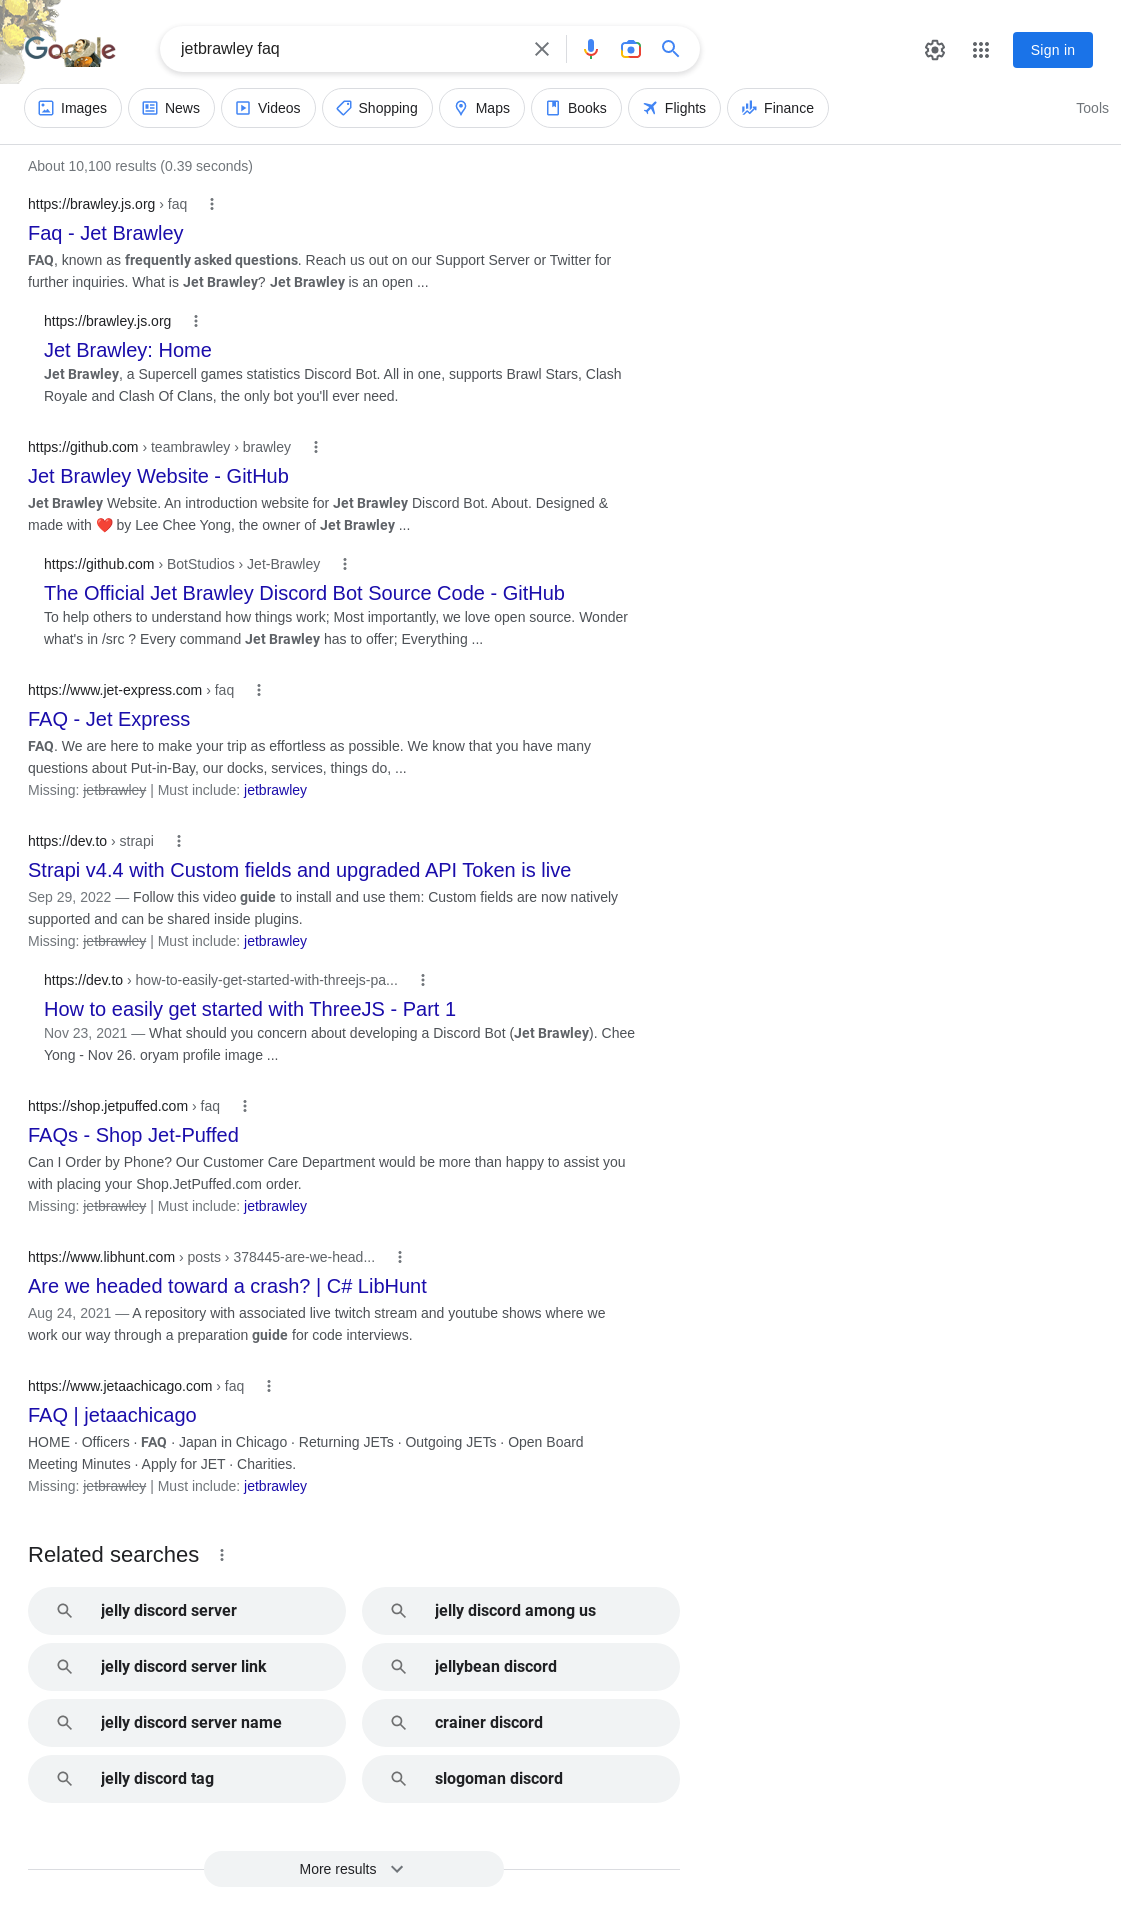 Google
jetbrawley faq
Sign in
Images
News
Videos
Shopping
Maps
Books
Flights
Finance
Tools
About 10,100 results (0.39 seconds)
https://brawley.js.org › faq
Faq - Jet Brawley
FAQ, known as frequently asked questions. Reach us out on our Support Server or Twitter for
further inquiries. What is Jet Brawley? Jet Brawley is an open ...
https://brawley.js.org
Jet Brawley: Home
Jet Brawley, a Supercell games statistics Discord Bot. All in one, supports Brawl Stars, Clash
Royale and Clash Of Clans, the only bot you'll ever need.
https://github.com › teambrawley › brawley
Jet Brawley Website - GitHub
Jet Brawley Website. An introduction website for Jet Brawley Discord Bot. About. Designed &
made with ❤️ by Lee Chee Yong, the owner of Jet Brawley ...
https://github.com › BotStudios › Jet-Brawley
The Official Jet Brawley Discord Bot Source Code - GitHub
To help others to understand how things work; Most importantly, we love open source. Wonder
what's in /src ? Every command Jet Brawley has to offer; Everything ...
https://www.jet-express.com › faq
FAQ - Jet Express
FAQ. We are here to make your trip as effortless as possible. We know that you have many
questions about Put-in-Bay, our docks, services, things do, ...
Missing: jetbrawley | Must include: jetbrawley
https://dev.to › strapi
Strapi v4.4 with Custom fields and upgraded API Token is live
Sep 29, 2022 — Follow this video guide to install and use them: Custom fields are now natively
supported and can be shared inside plugins.
Missing: jetbrawley | Must include: jetbrawley
https://dev.to › how-to-easily-get-started-with-threejs-pa...
How to easily get started with ThreeJS - Part 1
Nov 23, 2021 — What should you concern about developing a Discord Bot (Jet Brawley). Chee
Yong - Nov 26. oryam profile image ...
https://shop.jetpuffed.com › faq
FAQs - Shop Jet-Puffed
Can I Order by Phone? Our Customer Care Department would be more than happy to assist you
with placing your Shop.JetPuffed.com order.
Missing: jetbrawley | Must include: jetbrawley
https://www.libhunt.com › posts › 378445-are-we-head...
Are we headed toward a crash? | C# LibHunt
Aug 24, 2021 — A repository with associated live twitch stream and youtube shows where we
work our way through a preparation guide for code interviews.
https://www.jetaachicago.com › faq
FAQ | jetaachicago
HOME · Officers · FAQ · Japan in Chicago · Returning JETs · Outgoing JETs · Open Board
Meeting Minutes · Apply for JET · Charities.
Missing: jetbrawley | Must include: jetbrawley
Related searches
jelly discord server
jelly discord among us
jelly discord server link
jellybean discord
jelly discord server name
crainer discord
jelly discord tag
slogoman discord
More results